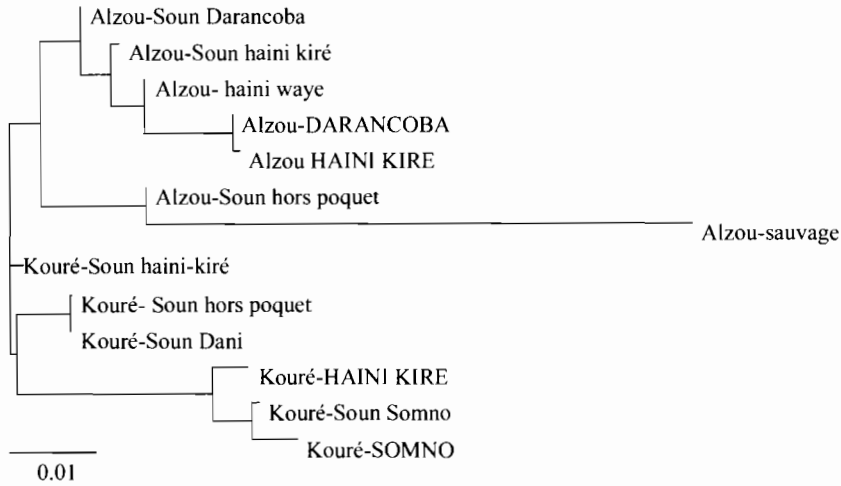 Alzou-Soun Darancoba
Alzou-Soun haini kiré
Alzou- haini waye
Alzou-DARANCOBA
Alzou HAINI KIRE
Alzou-Soun hors poquet
Alzou-sauvage
Kouré-Soun haini-kiré
Kouré- Soun hors poquet
Kouré-Soun Dani
Kouré-HAINI KIRE
Kouré-Soun Somno
Kouré-SOMNO
0.01